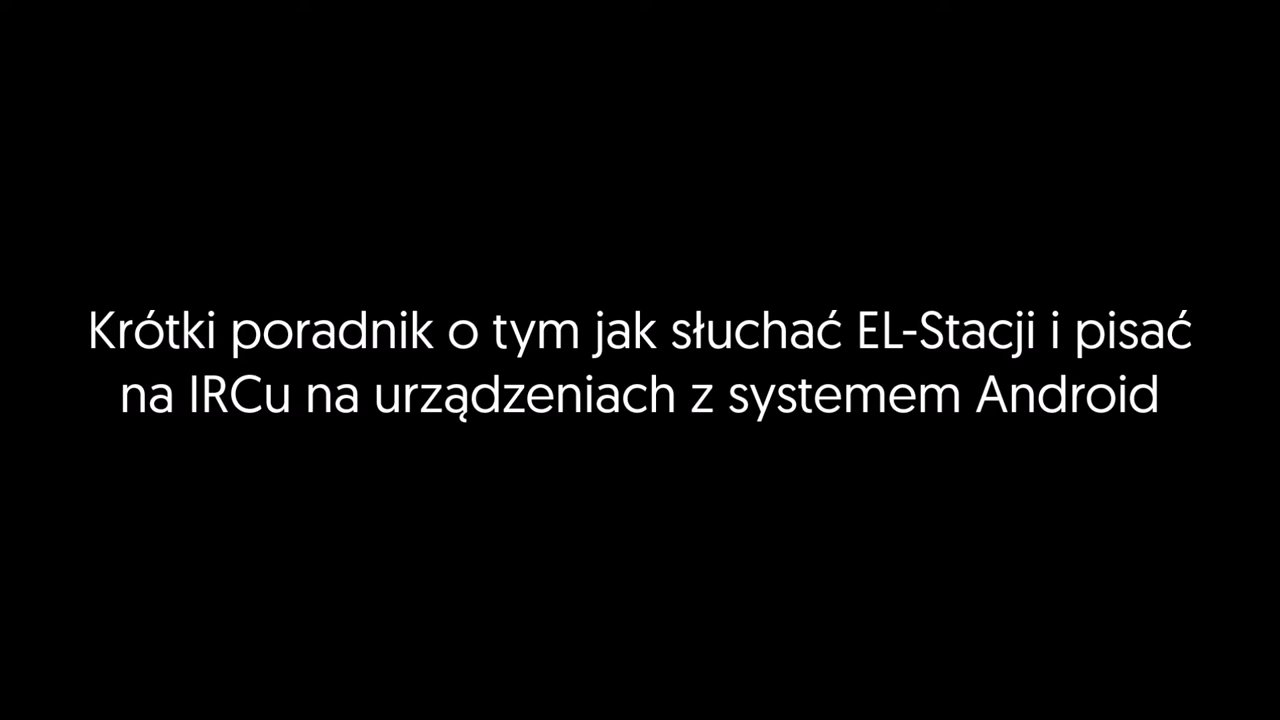 Krótki poradnik o tym jak słuchać EL-Stacji i pisać
na IRCu na urządzeniach z systemem Android